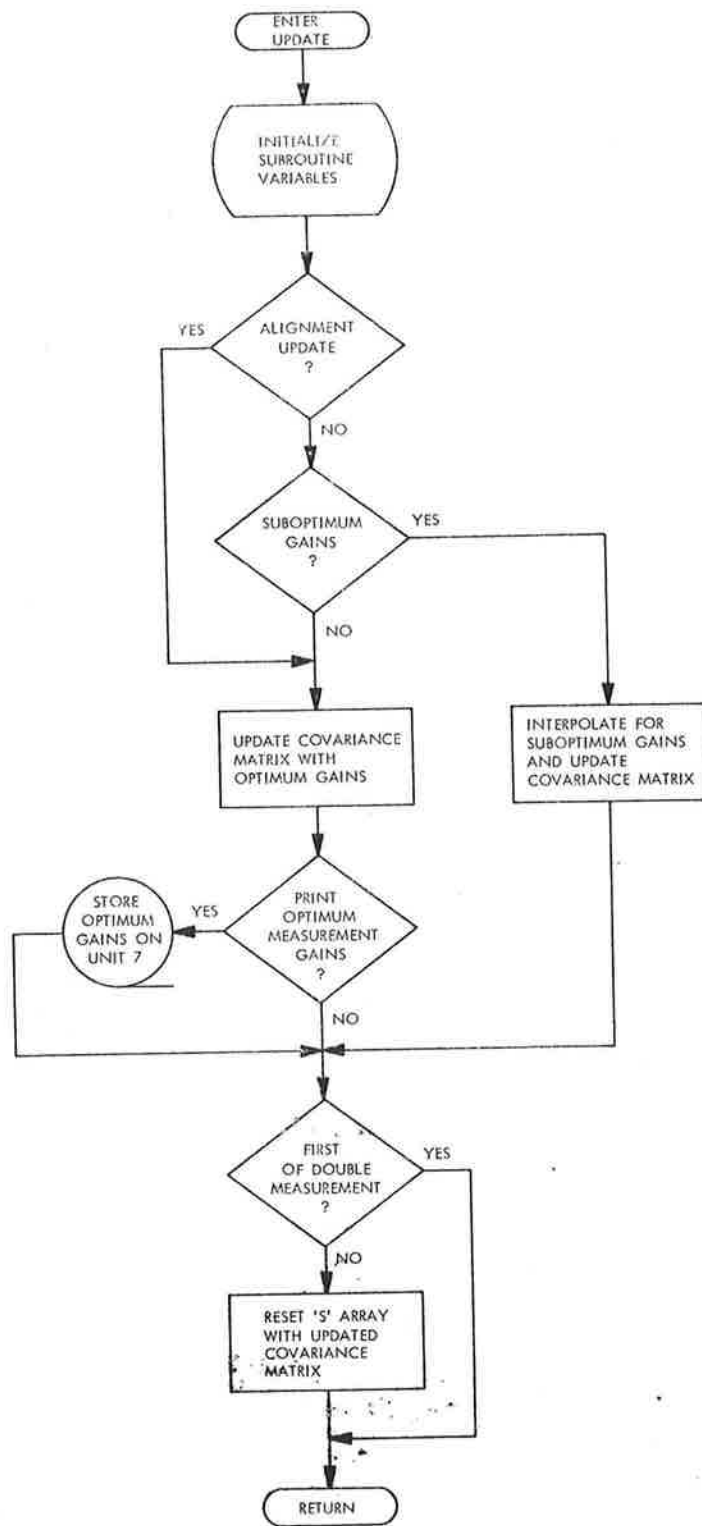 ENTER
UPDATE
INITIALIZE
SUBROUTINE
VARIABLES
YES
ALIGNMENT
UPDATE
?
NO
SUBOPTIMUM
GAINS
?
YES
NO
UPDATE COVARIANCE
MATRIX WITH
OPTIMUM GAINS
INTERPOLATE FOR
SUBOPTIMUM GAINS
AND UPDATE
COVARIANCE MATRIX
STORE
OPTIMUM
GAINS ON
UNIT 7
YES
PRINT
OPTIMUM
MEASUREMENT
GAINS
?
NO
FIRST
OF DOUBLE
MEASUREMENT
?
YES
NO
RESET 'S' ARRAY
WITH UPDATED
COVARIANCE
MATRIX
RETURN